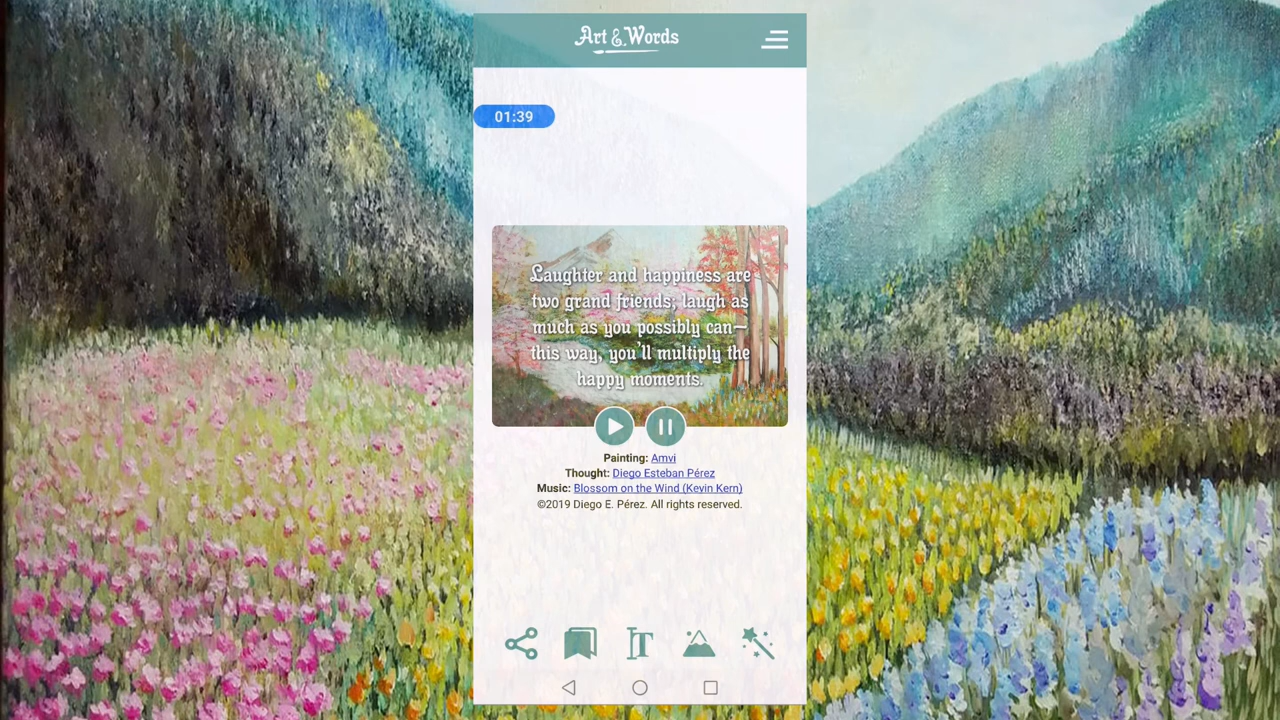 Art & Words
01:39
Laughter and happiness are
two grand friends; laugh as
much as you possibly can—
this way, you'll multiply the
happy moments.
Painting: Amvi
Thought: Diego Esteban Pérez
Music: Blossom on the Wind (Kevin Kern)
©2019 Diego E. Pérez. All rights reserved.
T